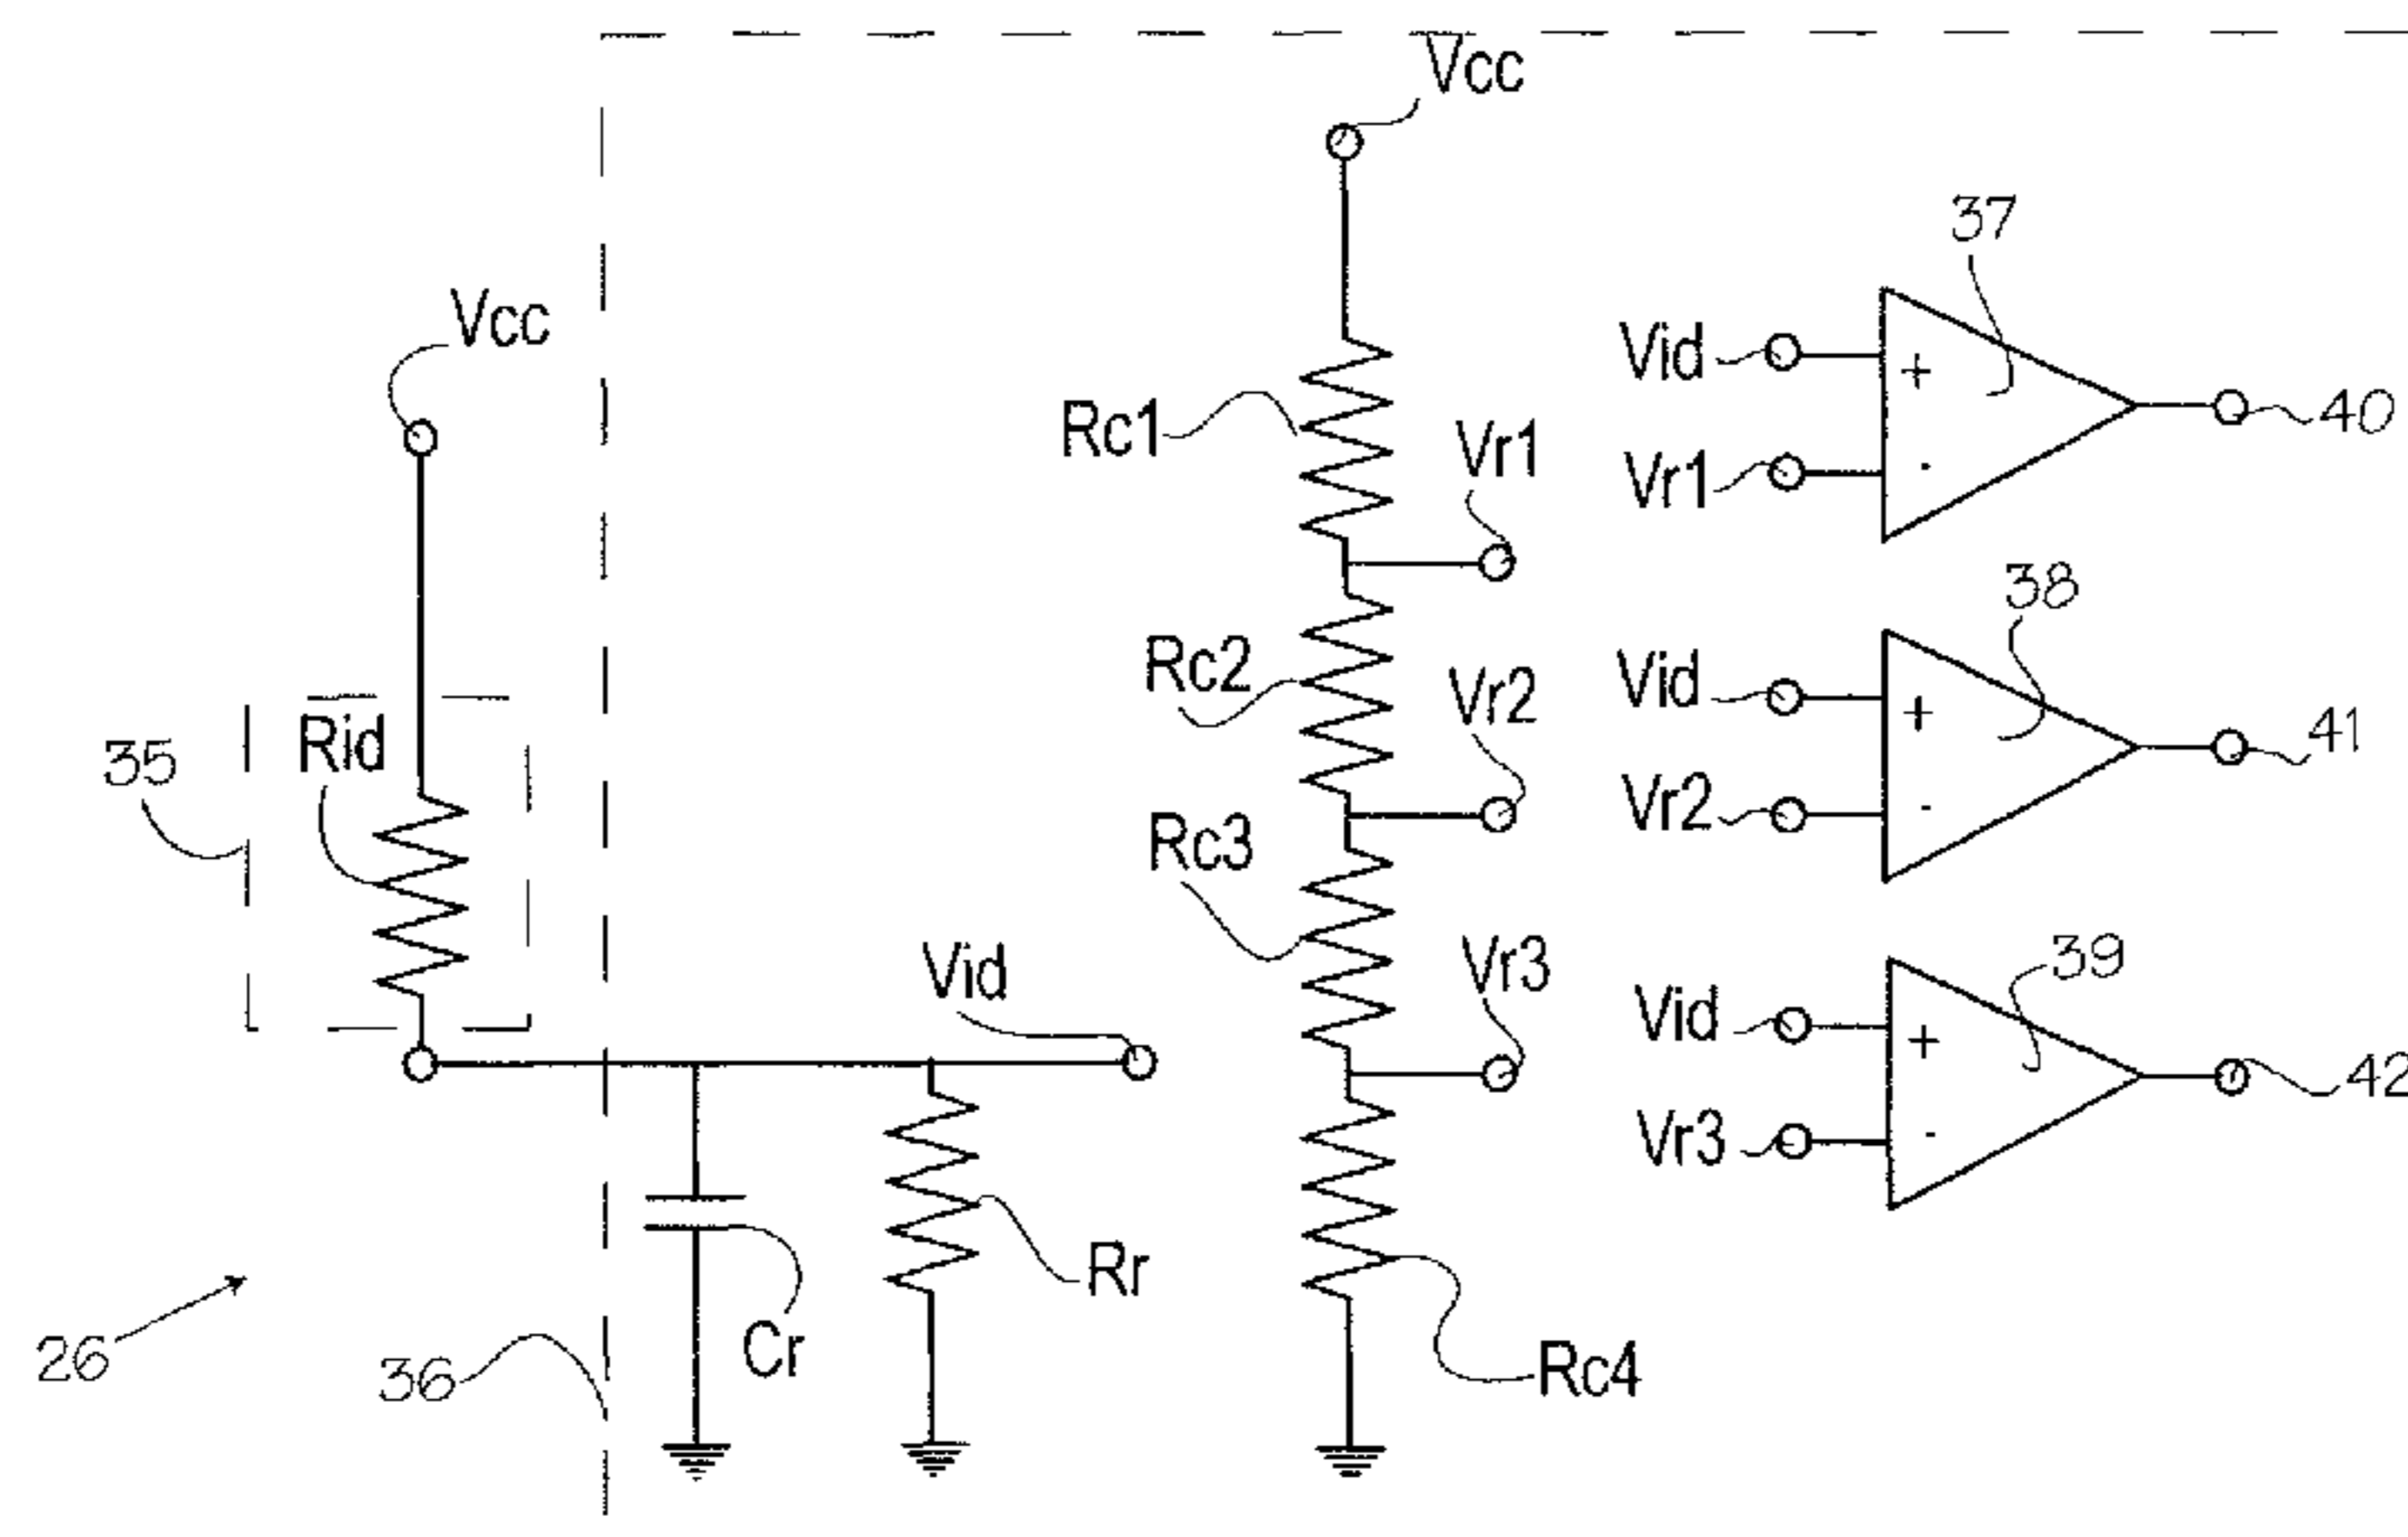 Vcc
37
Vcc
Vid
+
40
Rc1
Vr1
Vr1
-
38
Rc2
Vid
+
Vr2
41
Rid
35
Vr2
-
Rc3
39
Vid
Vr3
Vid
+
42
Vr3
-
Rr
Cr
26
36
Rc4